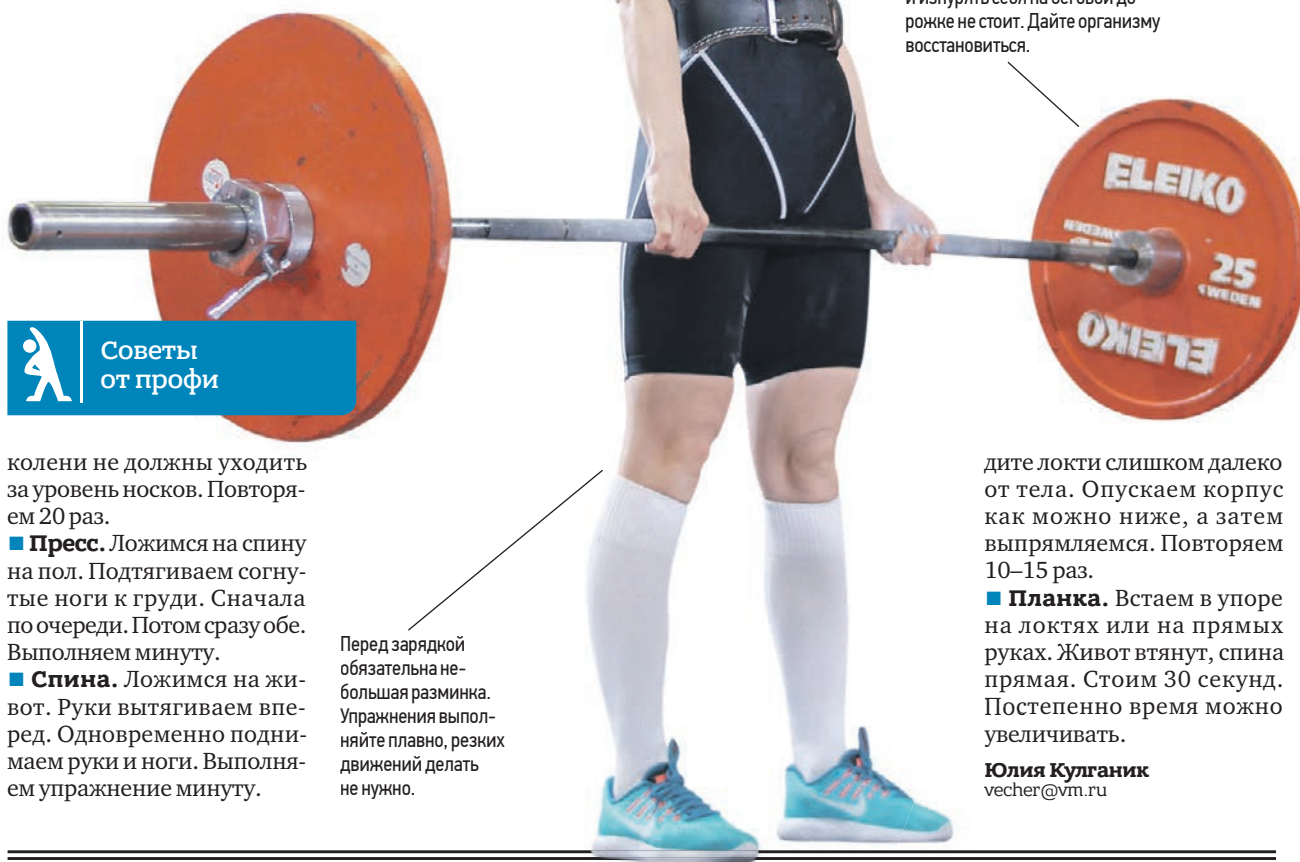 и изнурять себя на беговой до-
рожке не стоит. Дайте организму
восстановиться.
ELEIKO
SWEDEN
25
SWEDEN
ELEIKO
Советы
от профи
колени не должны уходить
за уровень носков. Повторя-
ем 20 раз.
■ Пресс. Ложимся на спину
на пол. Подтягиваем согну-
тые ноги к груди. Сначала
по очереди. Потом сразу обе.
Выполняем минуту.
■ Спина. Ложимся на жи-
вот. Руки вытягиваем впе-
ред. Одновременно подни-
маем руки и ноги. Выполня-
ем упражнение минуту.
Перед зарядкой
обязательна не-
большая разминка.
Упражнения выпол-
няйте плавно, резких
движений делать
не нужно.
дите локти слишком далеко
от тела. Опускаем корпус
как можно ниже, а затем
выпрямляемся. Повторяем
10–15 раз.
■ Планка. Встаем в упоре
на локтях или на прямых
руках. Живот втянут, спина
прямая. Стоим 30 секунд.
Постепенно время можно
увеличивать.
Юлия Кулганик
vecher@vm.ru